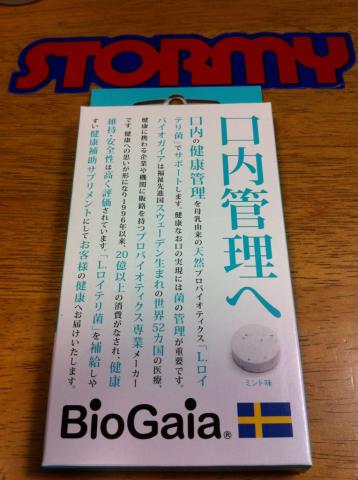 STORMY
口内管理へ
口内の健康管理を母乳由来の天然プロバイオティクス「L.ロイ
テリ菌」でサポートします。健康なお口の実現には菌の管理が重要です。
バイオガイアは福祉先進国スウェーデン生まれの世界52カ国の医療、
健康に携わる企業や機関に販路を持つプロバイオティクス専業メーカー
です。健康への思いが形になり1996年以来、20億以上の消費がなされ、健康
維持・安全性は高く評価されています。「L.ロイテリ菌」を補給しや
すい健康補助サプリメントにしてお客様の健康へお届けいたします。
ミント味
BioGaia®